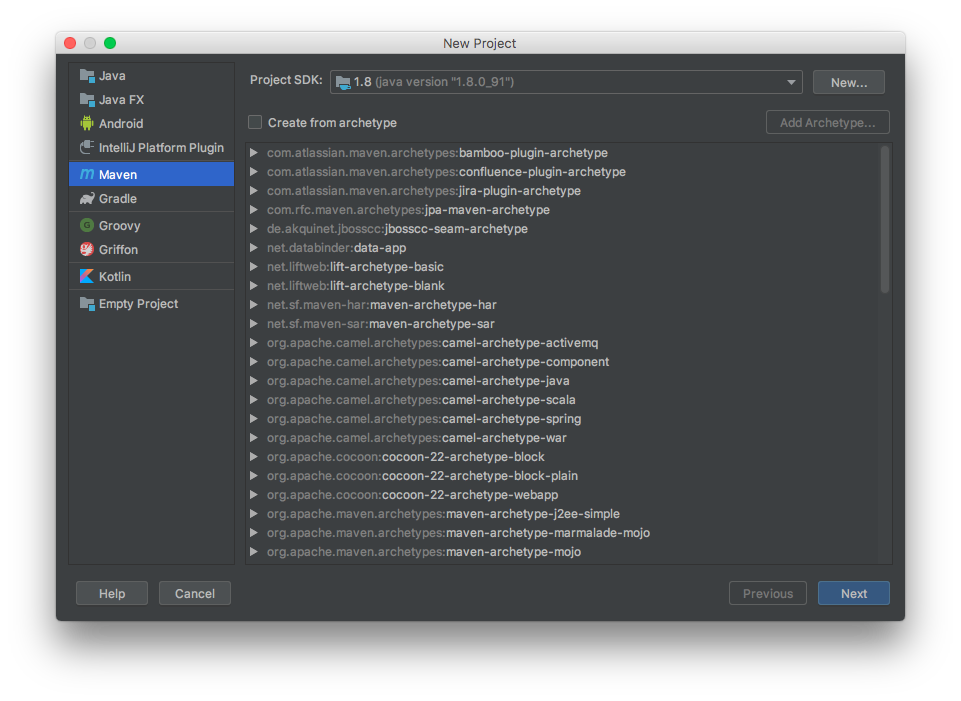 New Project
Java
Java FX
Android
IntelliJ Platform Plugin
m Maven
Gradle
G Groovy
Griffon
Kotlin
Empty Project
Project SDK: 1.8 (java version "1.8.0_91") New...
Create from archetype Add Archetype...
com.atlassian.maven.archetypes:bamboo-plugin-archetype
com.atlassian.maven.archetypes:confluence-plugin-archetype
com.atlassian.maven.archetypes:jira-plugin-archetype
com.rfc.maven.archetypes:jpa-maven-archetype
de.akquinet.jbosscc:jbosscc-seam-archetype
net.databinder:data-app
net.liftweb:lift-archetype-basic
net.liftweb:lift-archetype-blank
net.sf.maven-har:maven-archetype-har
net.sf.maven-sar:maven-archetype-sar
org.apache.camel.archetypes:camel-archetype-activemq
org.apache.camel.archetypes:camel-archetype-component
org.apache.camel.archetypes:camel-archetype-java
org.apache.camel.archetypes:camel-archetype-scala
org.apache.camel.archetypes:camel-archetype-spring
org.apache.camel.archetypes:camel-archetype-war
org.apache.cocoon:cocoon-22-archetype-block
org.apache.cocoon:cocoon-22-archetype-block-plain
org.apache.cocoon:cocoon-22-archetype-webapp
org.apache.maven.archetypes:maven-archetype-j2ee-simple
org.apache.maven.archetypes:maven-archetype-marmalade-mojo
org.apache.maven.archetypes:maven-archetype-mojo
Help Cancel Previous Next